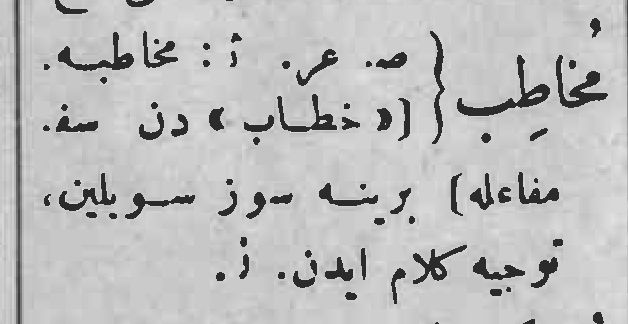 مُخاطِب { صه. عر. ث : مخاطبه.
(« خطاب » دن سف.
مفاعله) برینه سوز سویلین،
توجیه کلام ایدن. ث.